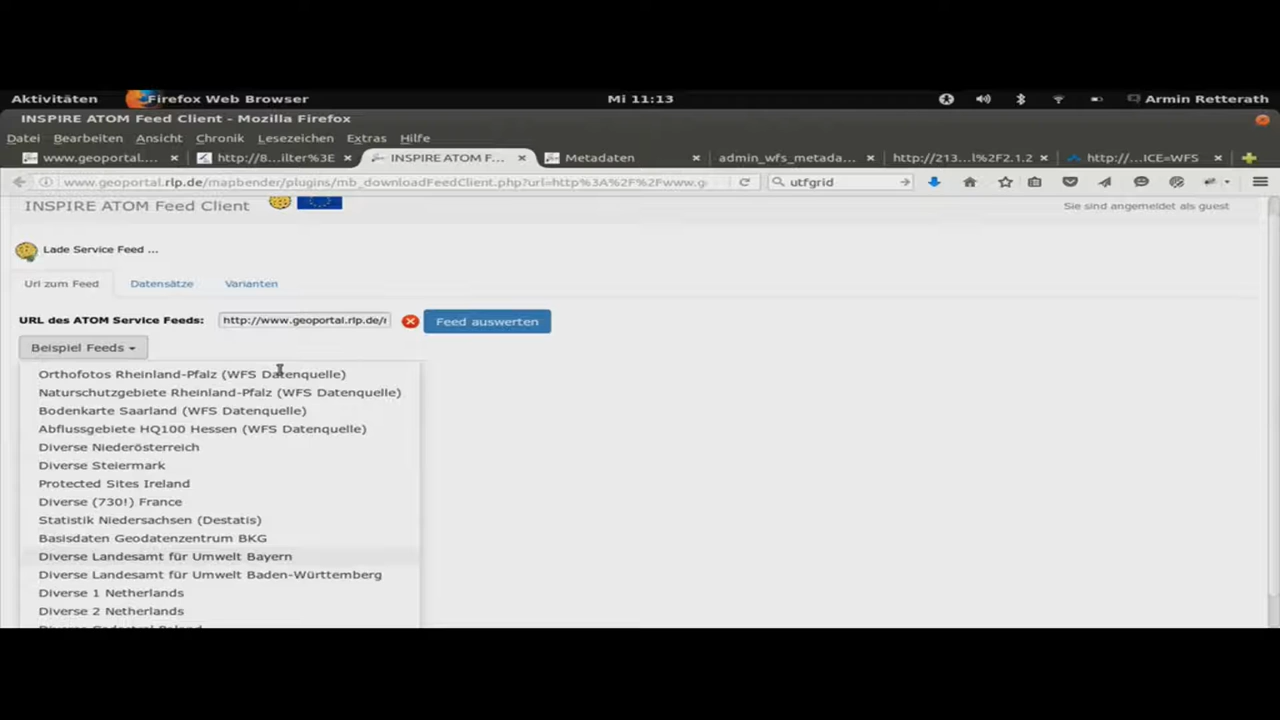 Aktivitäten Firefox Web Browser Mi 11:13 Armin Retterath
INSPIRE ATOM Feed Client - Mozilla Firefox
Datei Bearbeiten Ansicht Chronik Lesezeichen Extras Hilfe
www.geoportal.... http://8...ilter%3E INSPIRE ATOM F... Metadaten admin_wfs_metada... http://213...l%2F2.1.2 http://...ICE=WFS
www.geoportal.rlp.de/mapbender/plugins/mb_downloadFeedClient.php?url=http%3A%2F%2Fwww.g utfgrid
INSPIRE ATOM Feed Client Sie sind angemeldet als guest
Lade Service Feed ...
Url zum Feed Datensätze Varianten
URL des ATOM Service Feeds: http://www.geoportal.rlp.de/r Feed auswerten
Beispiel Feeds
Orthofotos Rheinland-Pfalz (WFS Datenquelle)
Naturschutzgebiete Rheinland-Pfalz (WFS Datenquelle)
Bodenkarte Saarland (WFS Datenquelle)
Abflussgebiete HQ100 Hessen (WFS Datenquelle)
Diverse Niederösterreich
Diverse Steiermark
Protected Sites Ireland
Diverse (730!) France
Statistik Niedersachsen (Destatis)
Basisdaten Geodatenzentrum BKG
Diverse Landesamt für Umwelt Bayern
Diverse Landesamt für Umwelt Baden-Württemberg
Diverse 1 Netherlands
Diverse 2 Netherlands